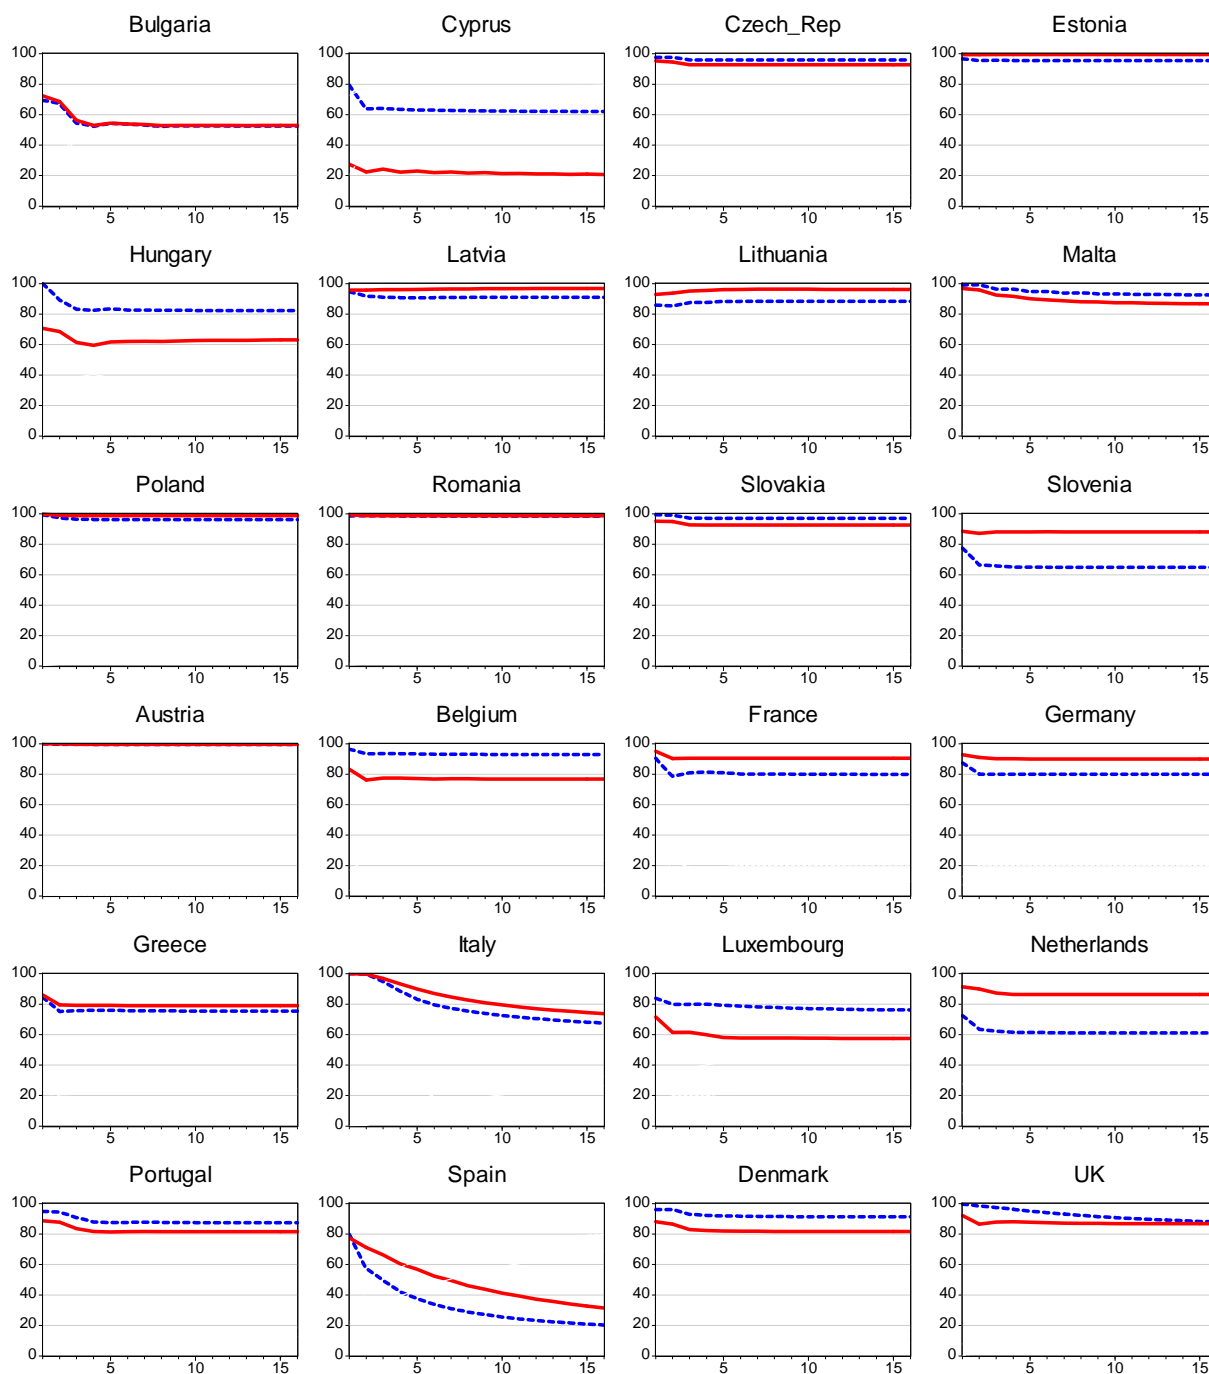 Bulgaria Cyprus Czech_Rep Estonia
100 100 100 100
80 80 80 80
60 60 60 60
40 40 40 40
20 20 20 20
0 0 0 0
5 10 15 5 10 15 5 10 15 5 10 15
Hungary Latvia Lithuania Malta
100 100 100 100
80 80 80 80
60 60 60 60
40 40 40 40
20 20 20 20
0 0 0 0
5 10 15 5 10 15 5 10 15 5 10 15
Poland Romania Slovakia Slovenia
100 100 100 100
80 80 80 80
60 60 60 60
40 40 40 40
20 20 20 20
0 0 0 0
5 10 15 5 10 15 5 10 15 5 10 15
Austria Belgium France Germany
100 100 100 100
80 80 80 80
60 60 60 60
40 40 40 40
20 20 20 20
0 0 0 0
5 10 15 5 10 15 5 10 15 5 10 15
Greece Italy Luxembourg Netherlands
100 100 100 100
80 80 80 80
60 60 60 60
40 40 40 40
20 20 20 20
0 0 0 0
5 10 15 5 10 15 5 10 15 5 10 15
Portugal Spain Denmark UK
100 100 100 100
80 80 80 80
60 60 60 60
40 40 40 40
20 20 20 20
0 0 0 0
5 10 15 5 10 15 5 10 15 5 10 15